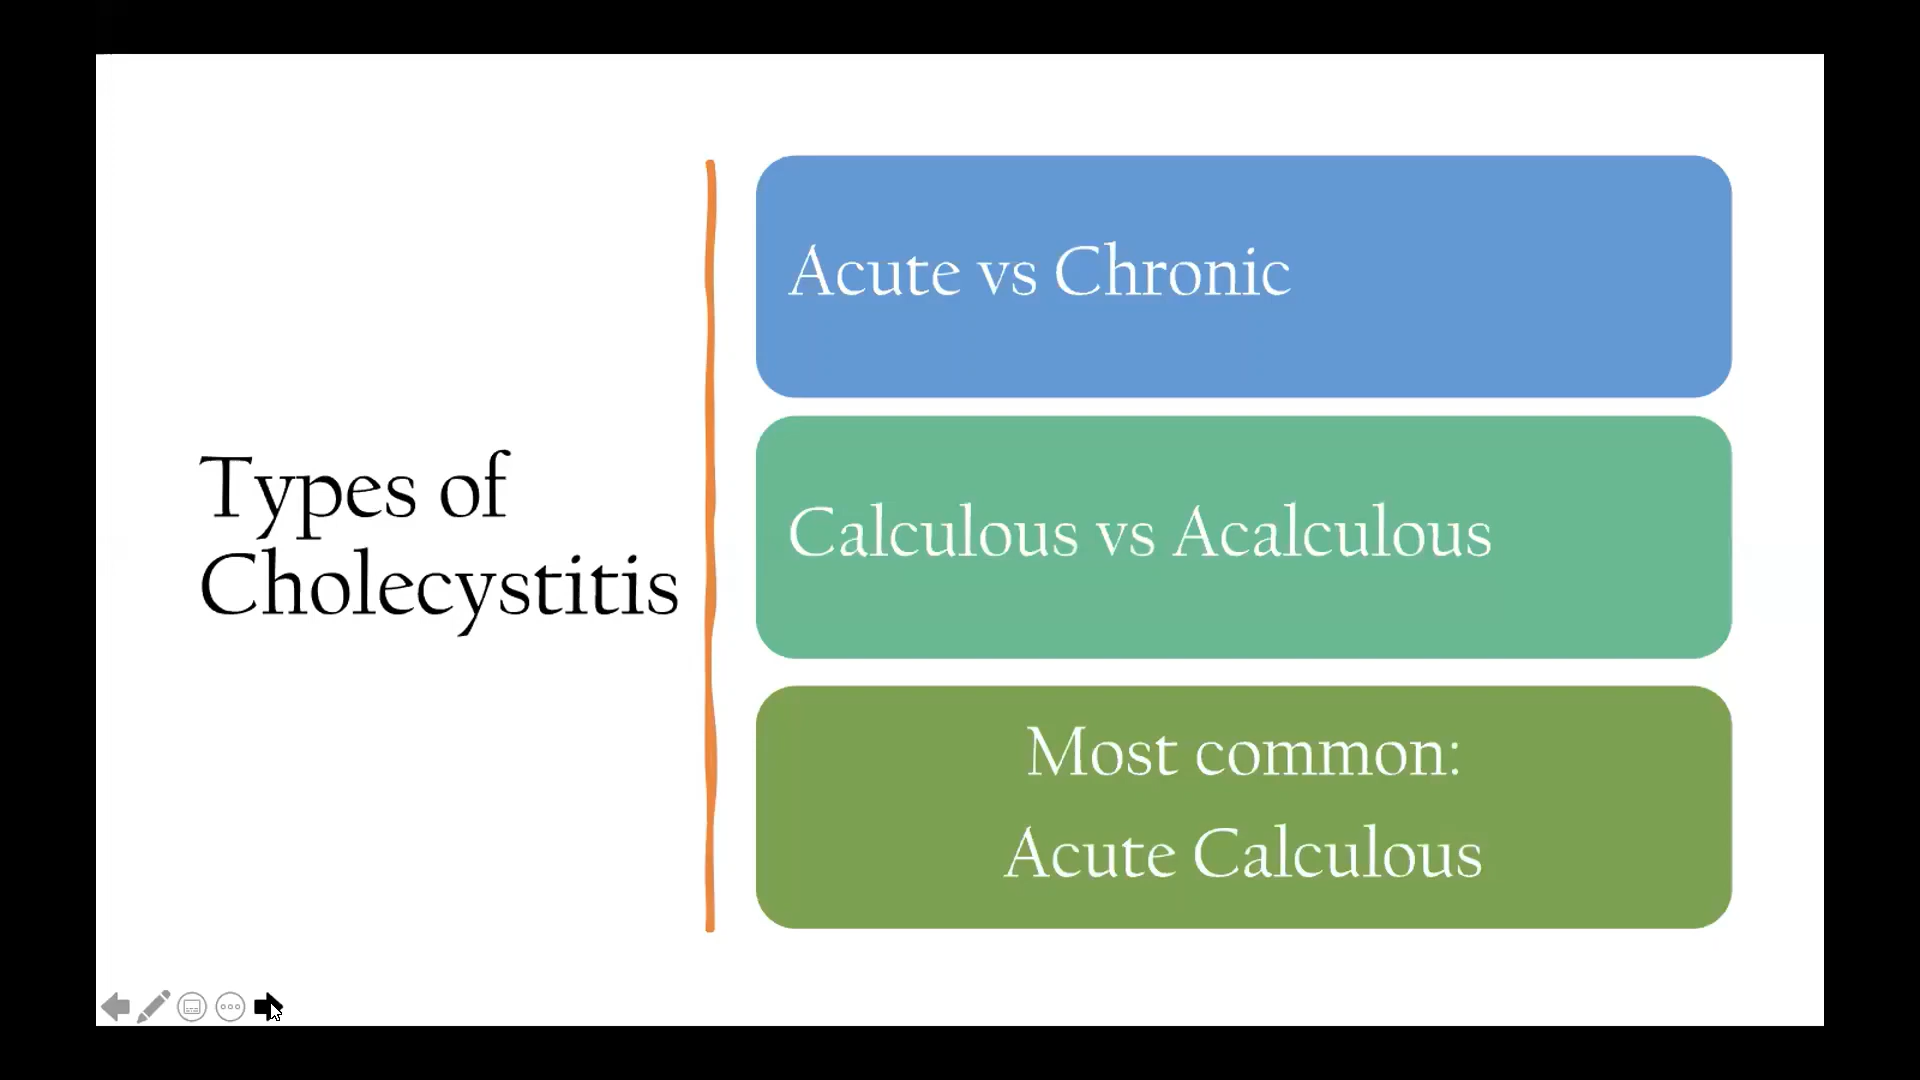 Types of
Cholecystitis
Acute vs Chronic
Calculous vs Acalculous
Most common:
Acute Calculous